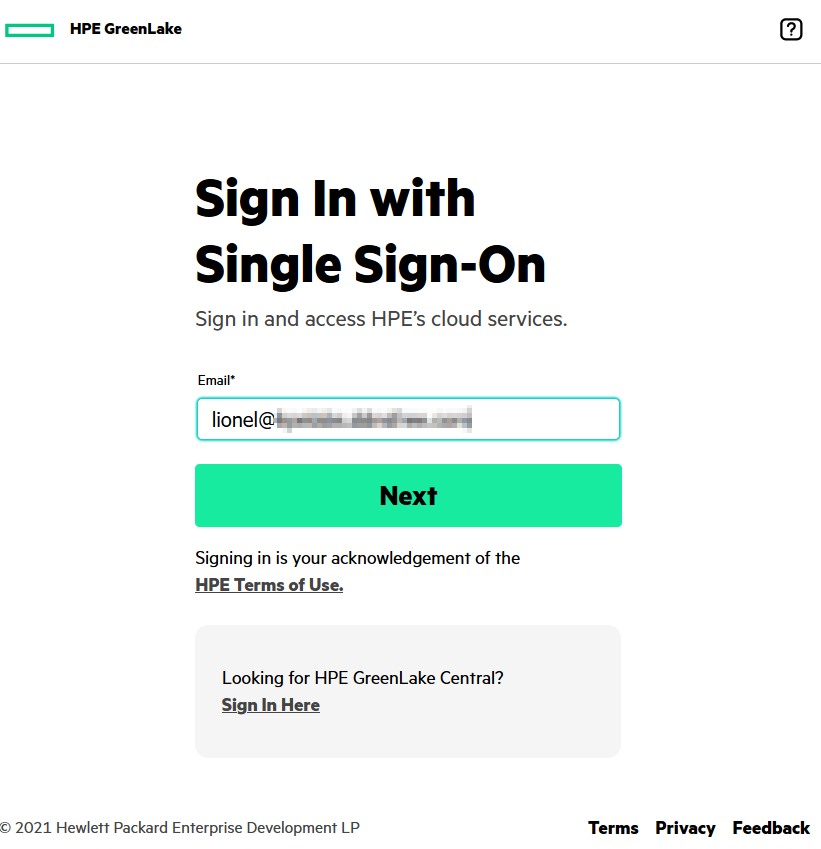 HPE GreenLake
Sign In with
Single Sign-On
Sign in and access HPE’s cloud services.
Email*
lionel@
Next
Signing in is your acknowledgement of the
HPE Terms of Use.
Looking for HPE GreenLake Central?
Sign In Here
© 2021 Hewlett Packard Enterprise Development LP
Terms Privacy Feedback